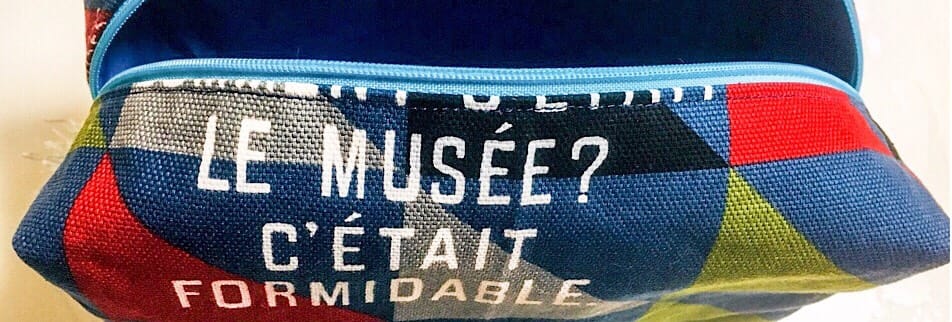 LE MUSÉE?
C'ÉTAIT
FORMIDABLE.